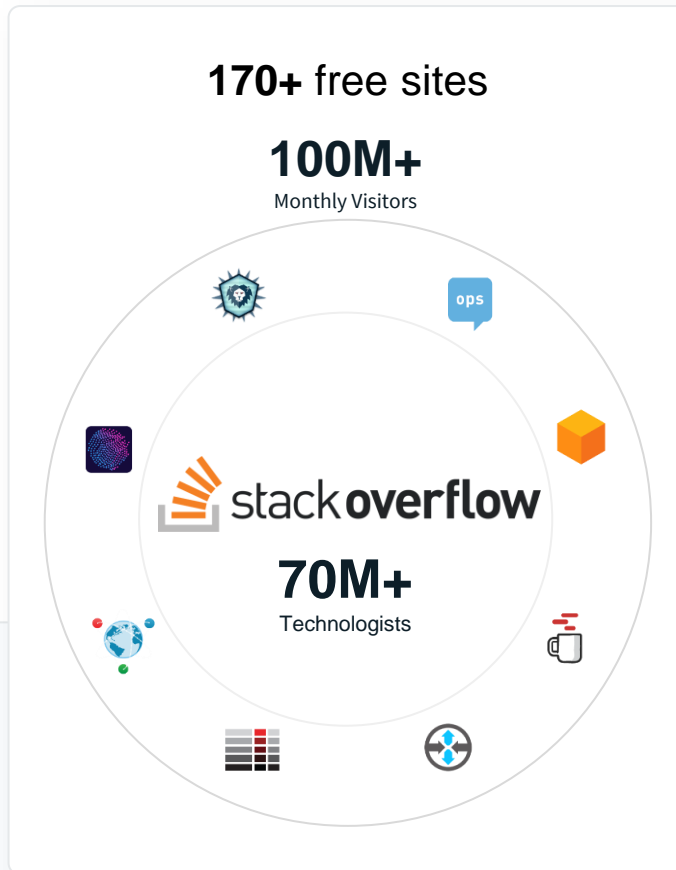 170+ free sites
100M+
Monthly Visitors
ops
stackoverflow
70M+
Technologists